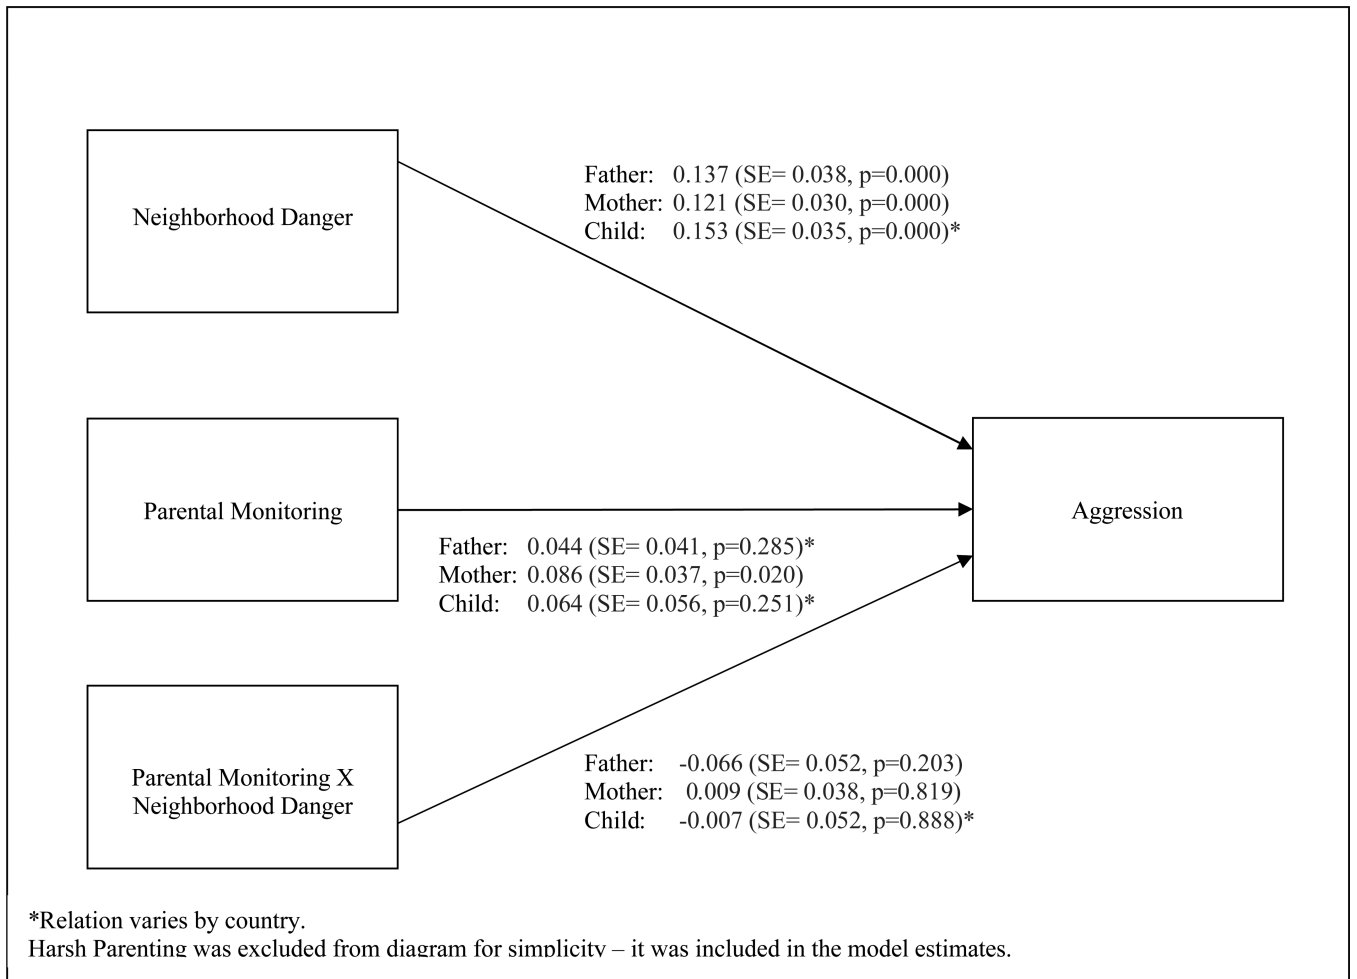 Neighborhood Danger
Father: 0.137 (SE= 0.038, p=0.000)
Mother: 0.121 (SE= 0.030, p=0.000)
Child: 0.153 (SE= 0.035, p=0.000)*
Parental Monitoring
Aggression
Father: 0.044 (SE= 0.041, p=0.285)*
Mother: 0.086 (SE= 0.037, p=0.020)
Child: 0.064 (SE= 0.056, p=0.251)*
Parental Monitoring X
Neighborhood Danger
Father: -0.066 (SE= 0.052, p=0.203)
Mother: 0.009 (SE= 0.038, p=0.819)
Child: -0.007 (SE= 0.052, p=0.888)*
*Relation varies by country.
Harsh Parenting was excluded from diagram for simplicity – it was included in the model estimates.